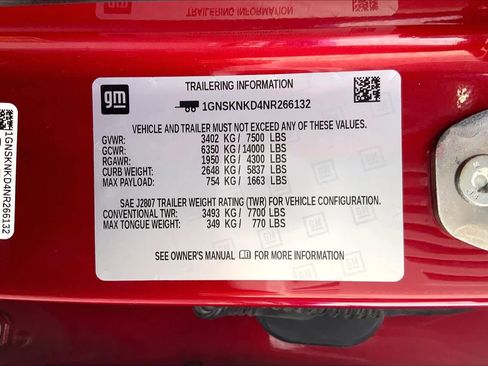 TRAILERING INFORMATION
gm
1GNSKNKD4NR266132
VEHICLE AND TRAILER MUST NOT EXCEED ANY OF THESE VALUES.
GVWR: 3402 KG / 7500 LBS
GCWR: 6350 KG / 14000 LBS
RGAWR: 1950 KG / 4300 LBS
CURB WEIGHT: 2648 KG / 5837 LBS
MAX PAYLOAD: 754 KG / 1663 LBS
SAE J2807 TRAILER WEIGHT RATING (TWR) FOR VEHICLE CONFIGURATION.
CONVENTIONAL TWR: 3493 KG / 7700 LBS
MAX TONGUE WEIGHT: 349 KG / 770 LBS
SEE OWNER'S MANUAL FOR MORE INFORMATION
1GNSKNKD4NR266132